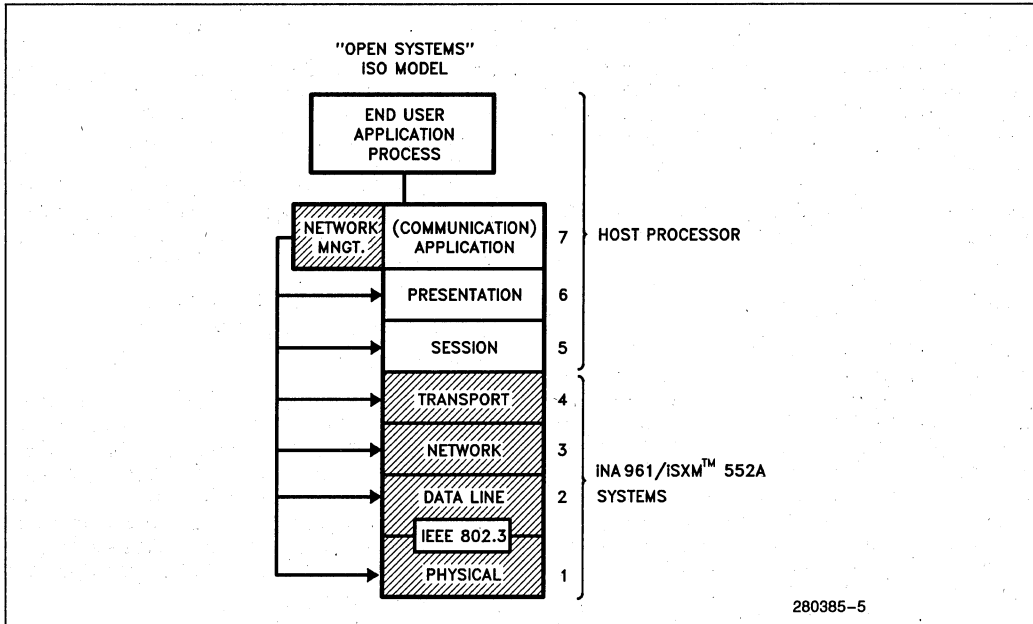 "OPEN SYSTEMS"
ISO MODEL
END USER
APPLICATION
PROCESS
NETWORK
MNGT.
(COMMUNICATION)
APPLICATION
7
HOST PROCESSOR
PRESENTATION
6
SESSION
5
TRANSPORT
4
NETWORK
3
iNA 961/iSXM™ 552A
SYSTEMS
DATA LINE
2
IEEE 802.3
PHYSICAL
1
280385-5